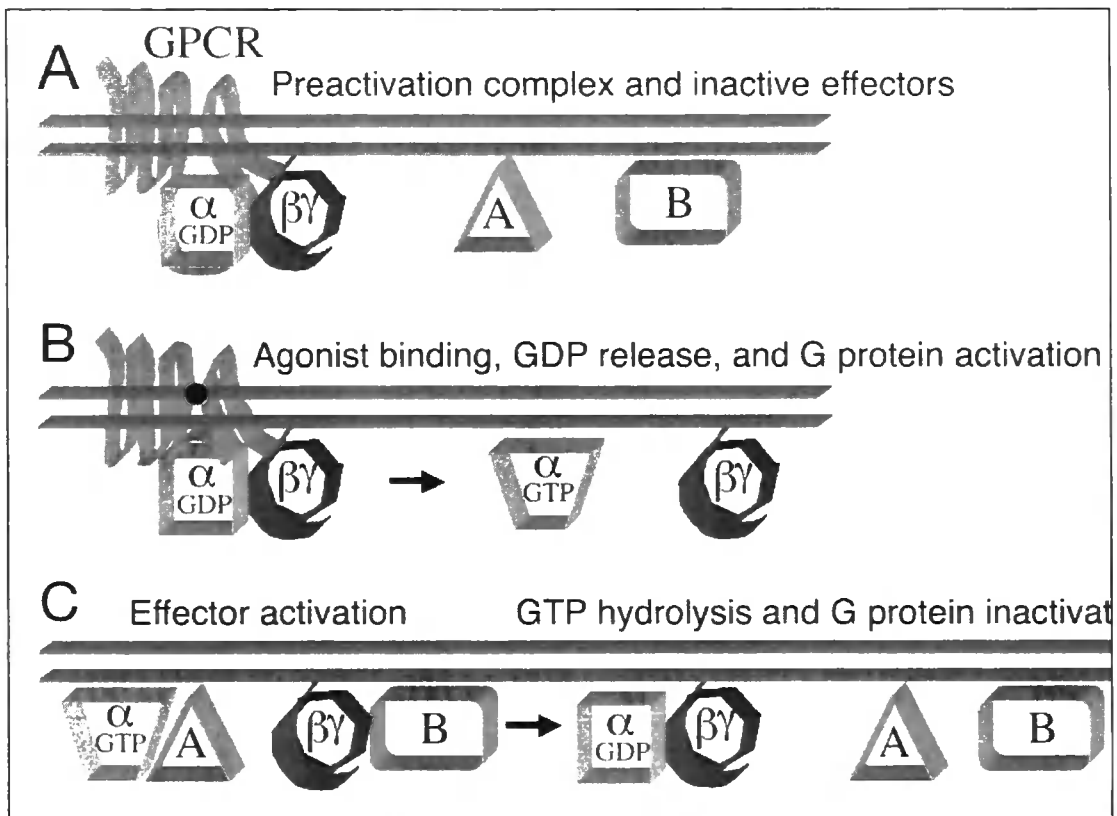 A
GPCR
Preactivation complex and inactive effectors
α
GDP
βγ
A
B
B
Agonist binding, GDP release, and G protein activation
α
GDP
βγ
α
GTP
βγ
C
Effector activation
GTP hydrolysis and G protein inactivat
α
GTP
A
βγ
B
α
GDP
βγ
A
B